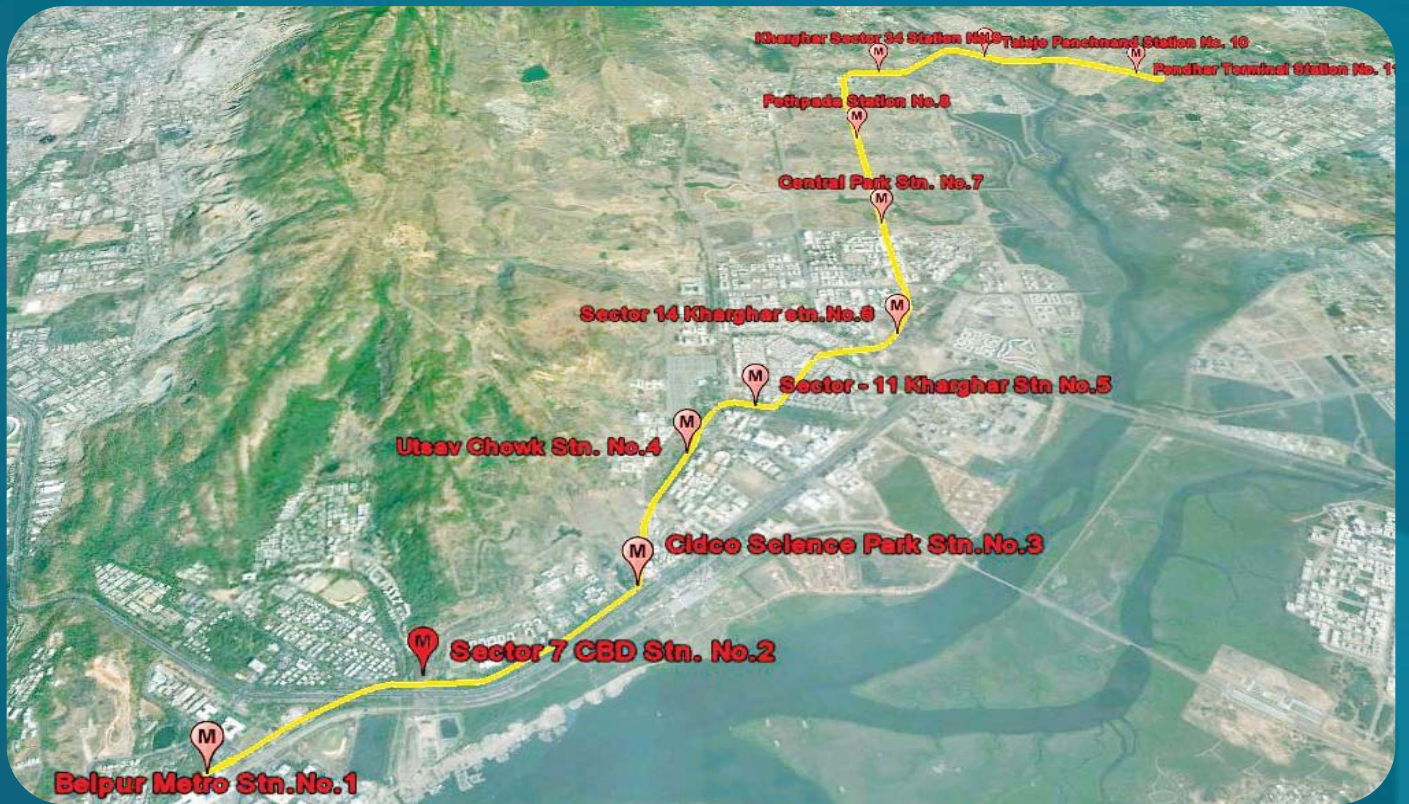 Kharghar Sector 34 Station No.9
Taloje Panchnand Station No. 10
Pendhar Terminal Station No. 11
M
M
M
Pethpada Station No.8
M
Central Park Stn. No.7
M
Sector 14 Kharghar stn.No.6
M
M
Sector - 11 Kharghar Stn No.5
M
Utsav Chowk Stn. No.4
M
Cidco Science Park Stn.No.3
M
Sector 7 CBD Stn. No.2
M
Belpur Metro Stn.No.1